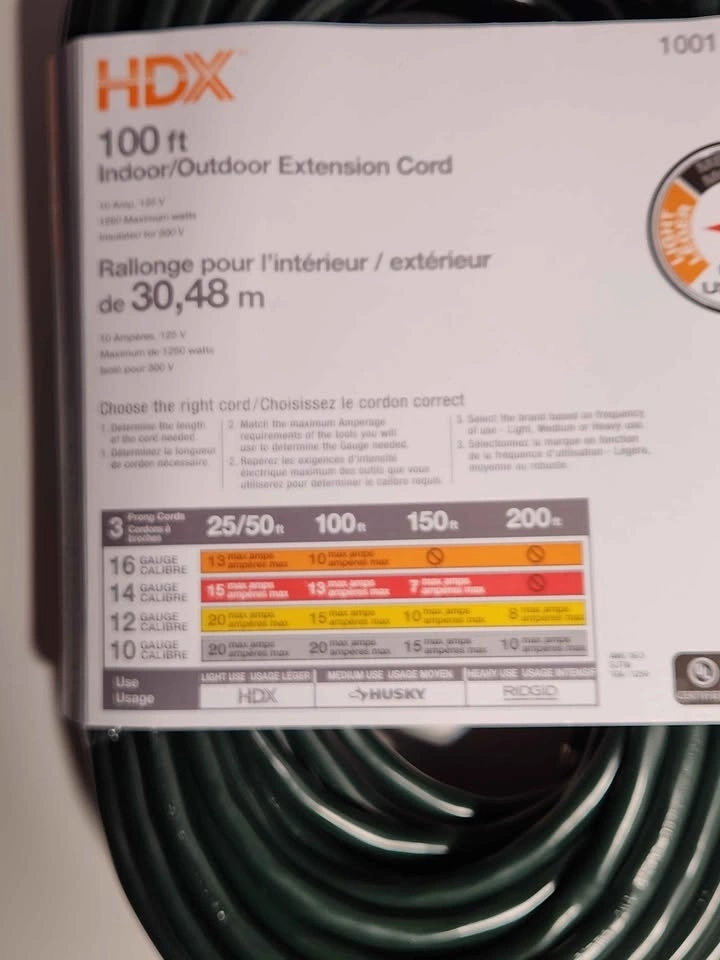 HDX
1001
100 ft
Indoor/Outdoor Extension Cord
10 Amp, 125 V
1250 Maximum watts
Insulated for 300 V
Rallonge pour l'intérieur / extérieur
de 30,48 m
10 Ampères, 125 V
Maximum de 1250 watts
Isolé pour 300 V
LIGHT
LÉGER
Choose the right cord/Choisissez le cordon correct
1. Determine the length
of the cord needed.
1. Déterminez la longueur
de cordon nécessaire.
2. Match the maximum Amperage
requirements of the tools you will
use to determine the Gauge needed.
2. Repérez les exigences d'intensité
électrique maximum des outils que vous
utiliserez pour déterminer le calibre requis.
3. Select the brand based on frequency
of use - Light, Medium or Heavy use.
3. Sélectionnez la marque en fonction
de la fréquence d'utilisation - Légère,
moyenne ou robuste.
3 Prong Cords Cordons à broches 25/50 ft 100 ft 150 ft 200 ft
16 GAUGE CALIBRE 13 max amps ampères max 10 max amps ampères max
14 GAUGE CALIBRE 15 max amps ampères max 13 max amps ampères max 7 max amps ampères max
12 GAUGE CALIBRE 20 max amps ampères max 15 max amps ampères max 10 max amps ampères max 8 max amps ampères max
10 GAUGE CALIBRE 20 max amps ampères max 20 max amps ampères max 15 max amps ampères max 10 max amps ampères max
Use Usage
LIGHT USE USAGE LÉGER MEDIUM USE USAGE MOYEN HEAVY USE USAGE INTENSIF
HDX HUSKY RIDGID